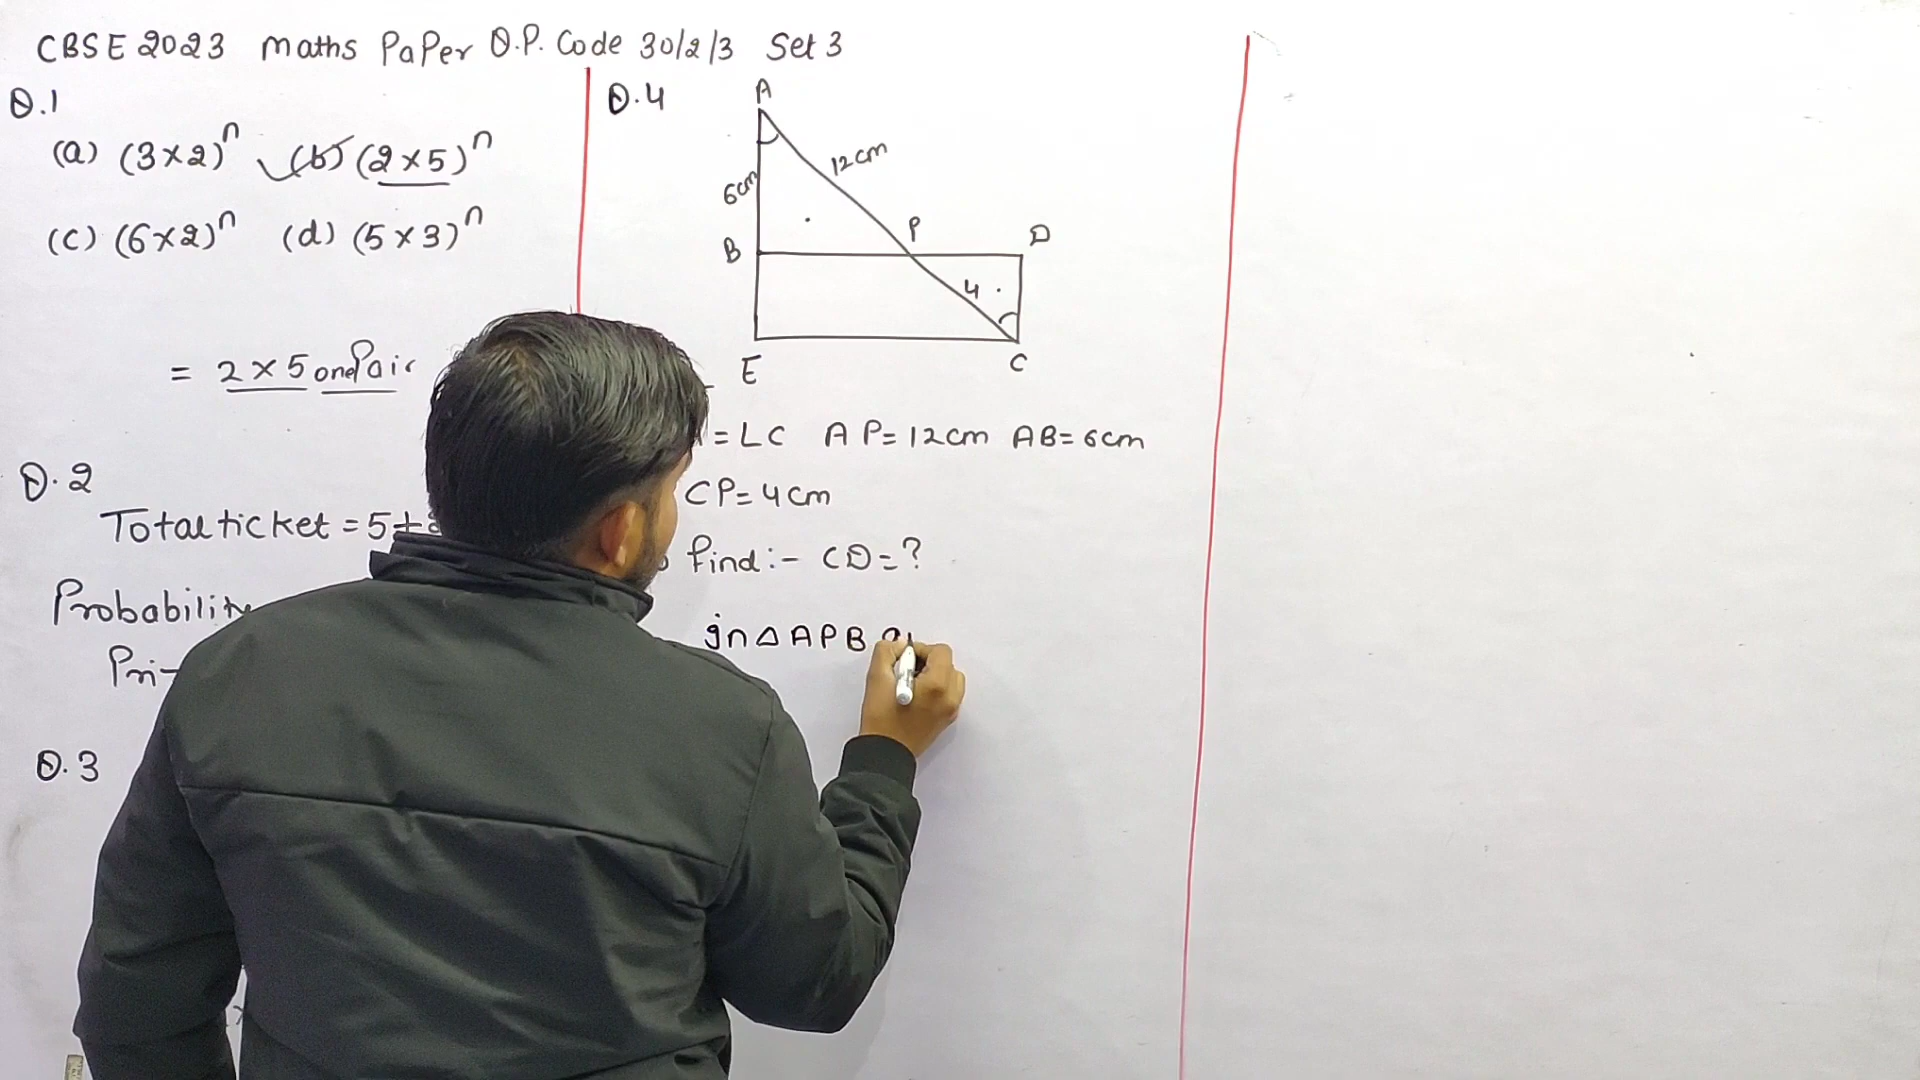 CBSE 2023 Maths Paper Q.P. Code 30/2/3 Set 3
Q.1
(a) (3×2)^n (b) (2×5)^n
(c) (6×2)^n (d) (5×3)^n
= 2×5 one Pair
Q.2
Total ticket = 5+
Probability
Pri
Q.3
Q.4
A
12cm
6cm
P
D
B
4
E
C
= LC AP=12cm AB=6cm
CP=4cm
find:- CD=?
In △APB